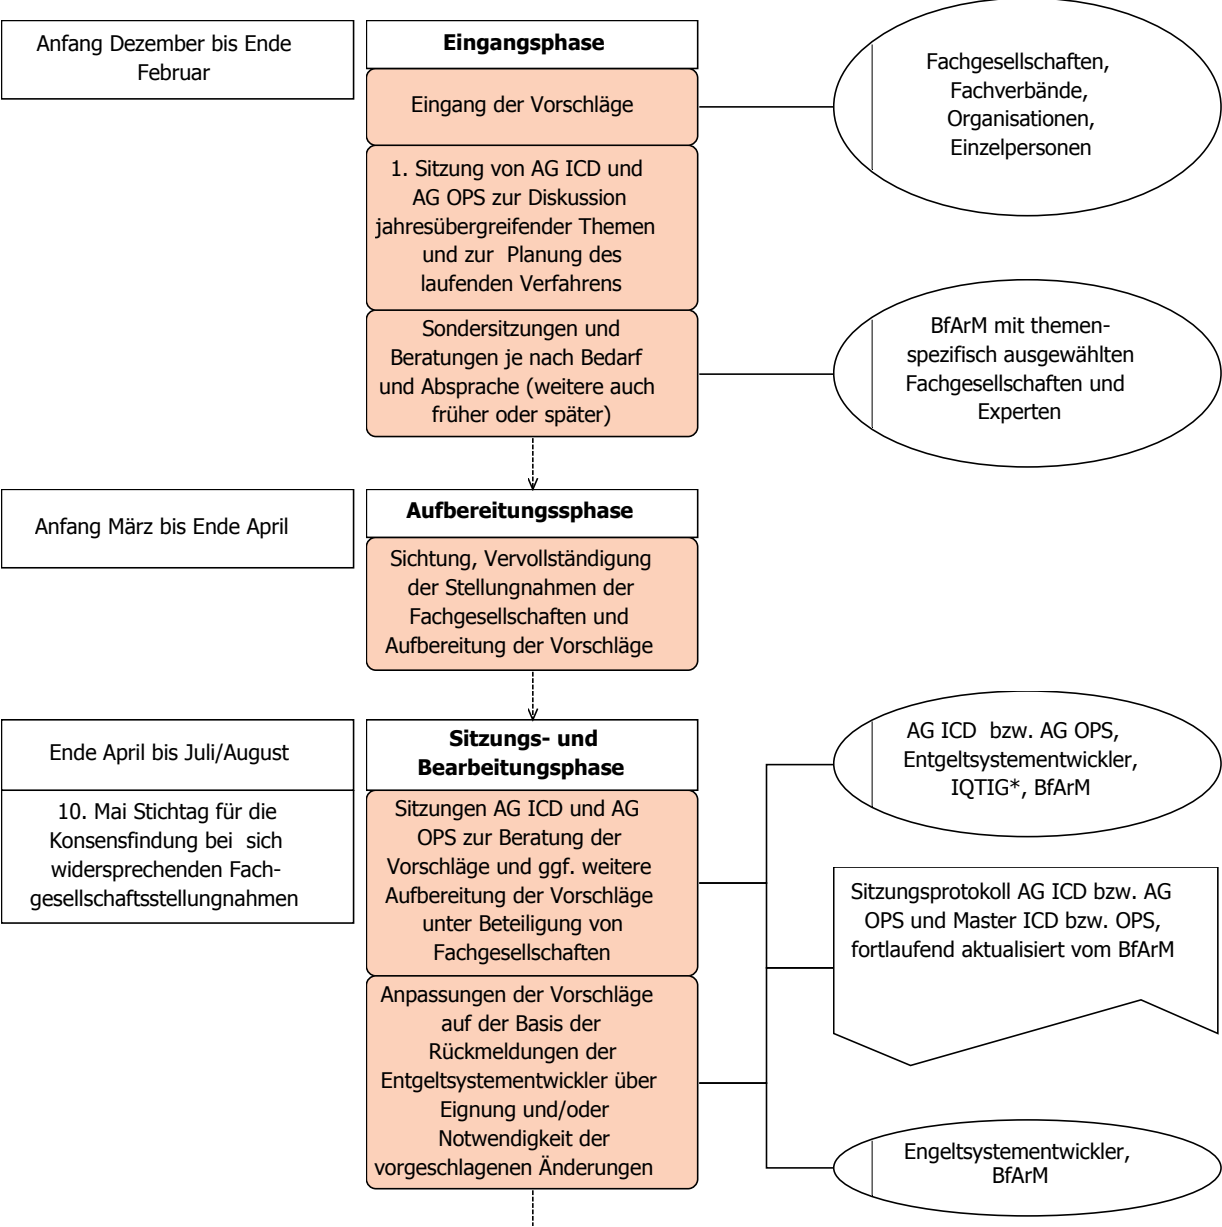 Anfang Dezember bis Ende
Februar
Eingangsphase
Eingang der Vorschläge
Fachgesellschaften,
Fachverbände,
Organisationen,
Einzelpersonen
1. Sitzung von AG ICD und
AG OPS zur Diskussion
jahresübergreifender Themen
und zur Planung des
laufenden Verfahrens
Sondersitzungen und
Beratungen je nach Bedarf
und Absprache (weitere auch
früher oder später)
BfArM mit themen-
spezifisch ausgewählten
Fachgesellschaften und
Experten
Anfang März bis Ende April
Aufbereitungssphase
Sichtung, Vervollständigung
der Stellungnahmen der
Fachgesellschaften und
Aufbereitung der Vorschläge
Ende April bis Juli/August
10. Mai Stichtag für die
Konsensfindung bei sich
widersprechenden Fach-
gesellschaftsstellungnahmen
Sitzungs- und
Bearbeitungsphase
Sitzungen AG ICD und AG
OPS zur Beratung der
Vorschläge und ggf. weitere
Aufbereitung der Vorschläge
unter Beteiligung von
Fachgesellschaften
Anpassungen der Vorschläge
auf der Basis der
Rückmeldungen der
Entgeltsystementwickler über
Eignung und/oder
Notwendigkeit der
vorgeschlagenen Änderungen
AG ICD bzw. AG OPS,
Entgeltsystementwickler,
IQTIG*, BfArM
Sitzungsprotokoll AG ICD bzw. AG
OPS und Master ICD bzw. OPS,
fortlaufend aktualisiert vom BfArM
Engeltsystementwickler,
BfArM